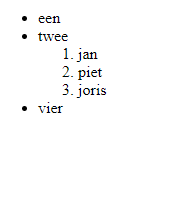 • een
• twee
1. jan
2. piet
3. joris
• vier